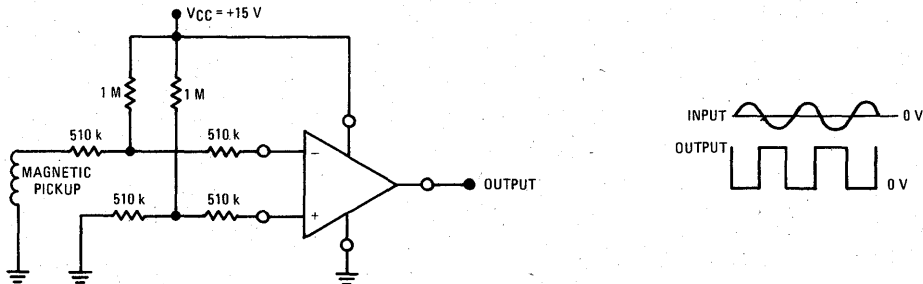 VCC = +15 V
1 M
1 M
510 k
510 k
MAGNETIC
PICKUP
510 k
510 k
−
+
OUTPUT
INPUT
0 V
OUTPUT
0 V